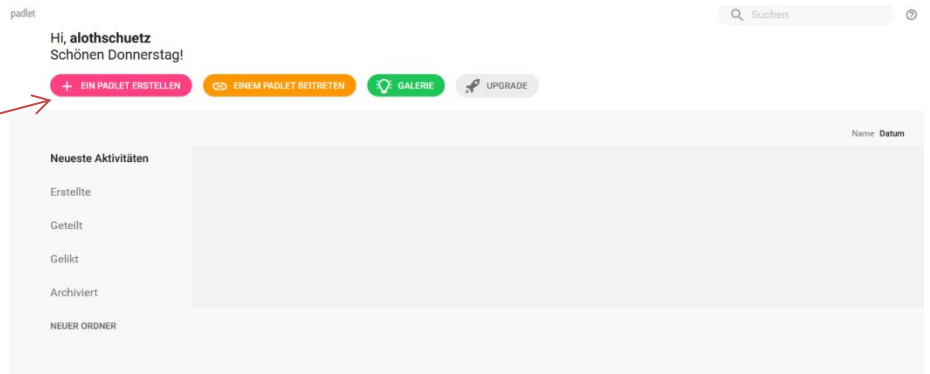 padlet
Suchen
Hi, alothschuetz
Schönen Donnerstag!
EIN PADLET ERSTELLEN
EINEM PADLET BEITRETEN
GALERIE
UPGRADE
Name Datum
Neueste Aktivitäten
Erstellte
Geteilt
Gelikt
Archiviert
NEUER ORDNER